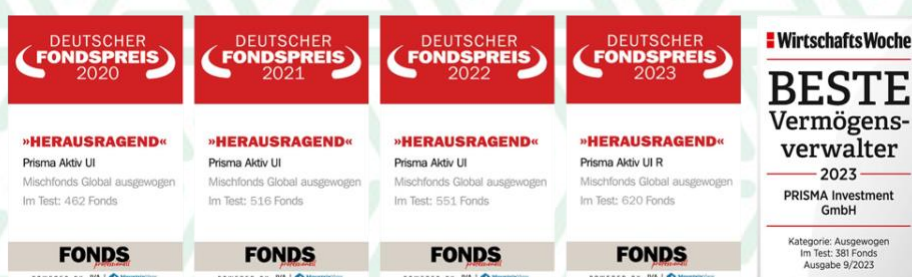 DEUTSCHER
FONDSPREIS
2020
»HERAUSRAGEND«
Prisma Aktiv UI
Mischfonds Global ausgewogen
Im Test: 462 Fonds
FONDS
professionell
DEUTSCHER
FONDSPREIS
2021
»HERAUSRAGEND«
Prisma Aktiv UI
Mischfonds Global ausgewogen
Im Test: 516 Fonds
FONDS
professionell
DEUTSCHER
FONDSPREIS
2022
»HERAUSRAGEND«
Prisma Aktiv UI
Mischfonds Global ausgewogen
Im Test: 551 Fonds
FONDS
professionell
DEUTSCHER
FONDSPREIS
2023
»HERAUSRAGEND«
Prisma Aktiv UI R
Mischfonds Global ausgewogen
Im Test: 620 Fonds
FONDS
professionell
WirtschaftsWoche
BESTE
Vermögens-
verwalter
2023
PRISMA Investment
GmbH
Kategorie: Ausgewogen
Im Test: 381 Fonds
Ausgabe 9/2023